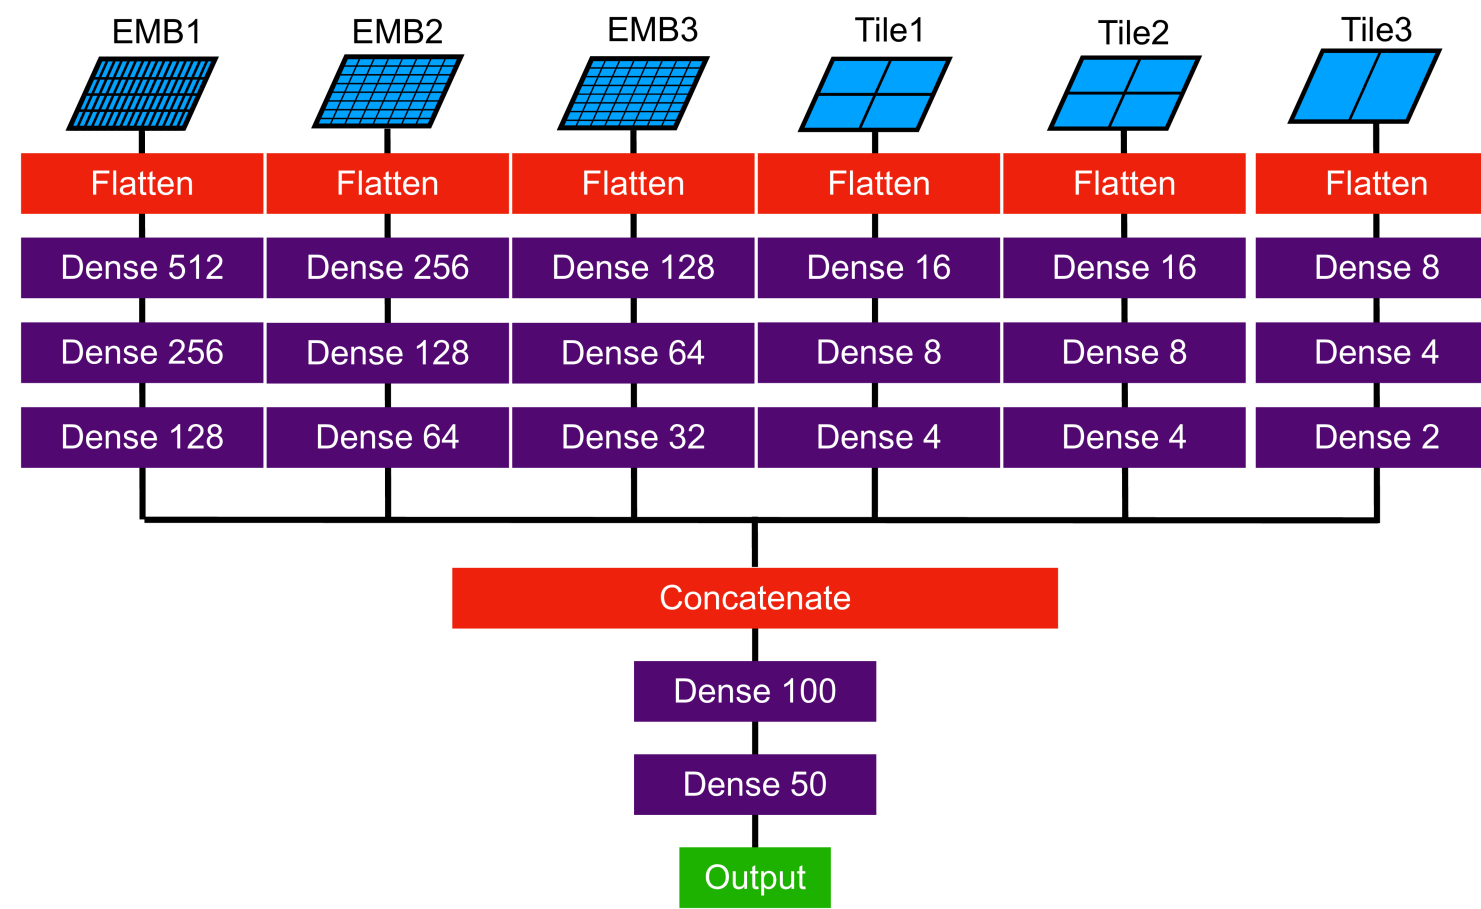 EMB1 EMB2 EMB3 Tile1 Tile2 Tile3
Flatten Flatten Flatten Flatten Flatten Flatten
Dense 512 Dense 256 Dense 128 Dense 16 Dense 16 Dense 8
Dense 256 Dense 128 Dense 64 Dense 8 Dense 8 Dense 4
Dense 128 Dense 64 Dense 32 Dense 4 Dense 4 Dense 2
Concatenate
Dense 100
Dense 50
Output